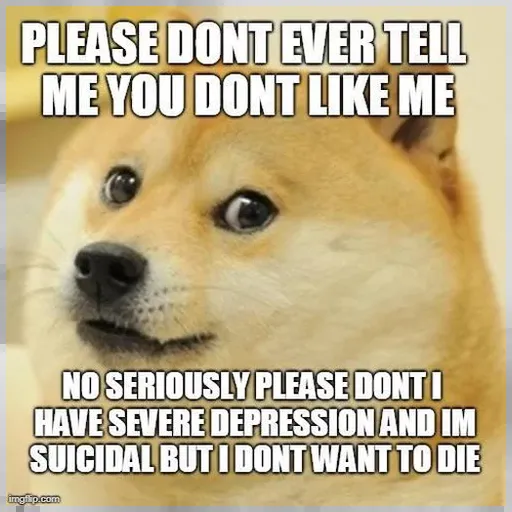 PLEASE DONT EVER TELL
ME YOU DONT LIKE ME
NO SERIOUSLY PLEASE DONT I
HAVE SEVERE DEPRESSION AND IM
SUICIDAL BUT I DONT WANT TO DIE
imgflip.com